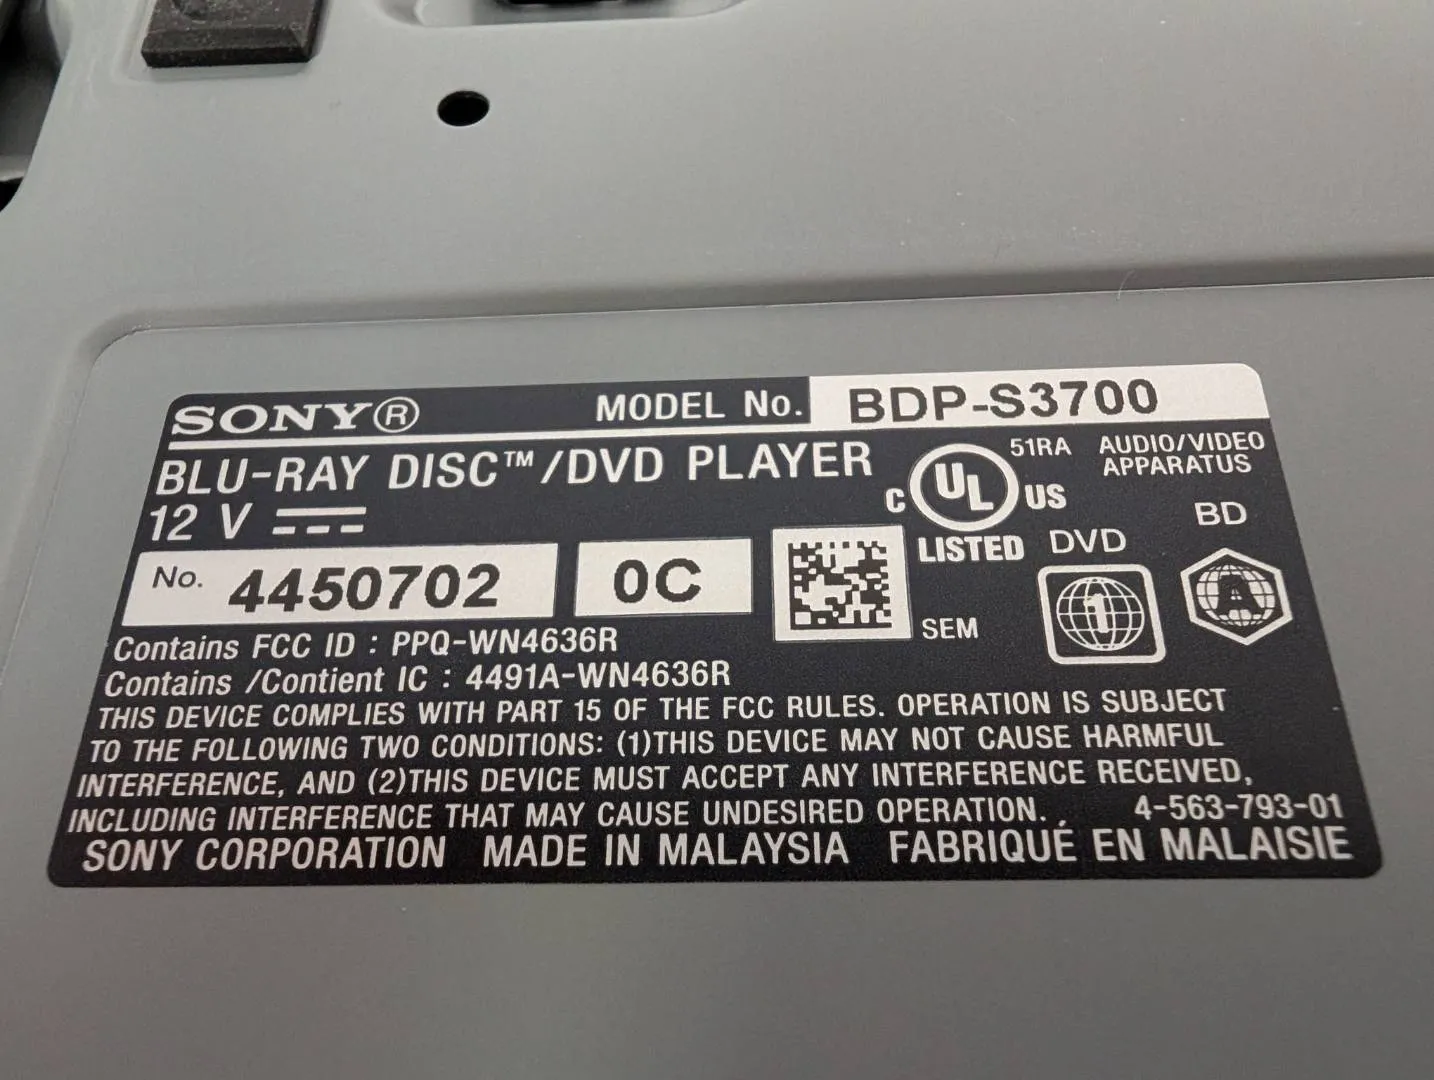 SONY® MODEL No. BDP-S3700
BLU-RAY DISC™/DVD PLAYER
12 V
No. 4450702 0C
C UL US
LISTED
51RA AUDIO/VIDEO
APPARATUS
DVD
1
BD
A
SEM
Contains FCC ID : PPQ-WN4636R
Contains /Contient IC : 4491A-WN4636R
THIS DEVICE COMPLIES WITH PART 15 OF THE FCC RULES. OPERATION IS SUBJECT
TO THE FOLLOWING TWO CONDITIONS: (1)THIS DEVICE MAY NOT CAUSE HARMFUL
INTERFERENCE, AND (2)THIS DEVICE MUST ACCEPT ANY INTERFERENCE RECEIVED,
INCLUDING INTERFERENCE THAT MAY CAUSE UNDESIRED OPERATION. 4-563-793-01
SONY CORPORATION MADE IN MALAYSIA FABRIQUÉ EN MALAISIE